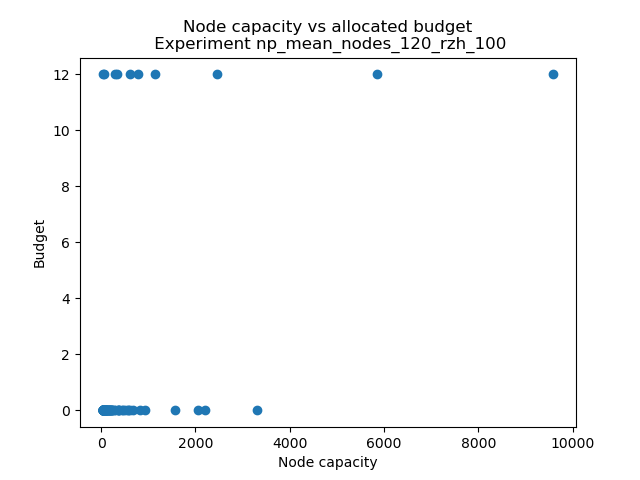 Node capacity vs allocated budget
Experiment np_mean_nodes_120_rzh_100
12
10
8
6
4
2
0
Budget
0 2000 4000 6000 8000 10000
Node capacity